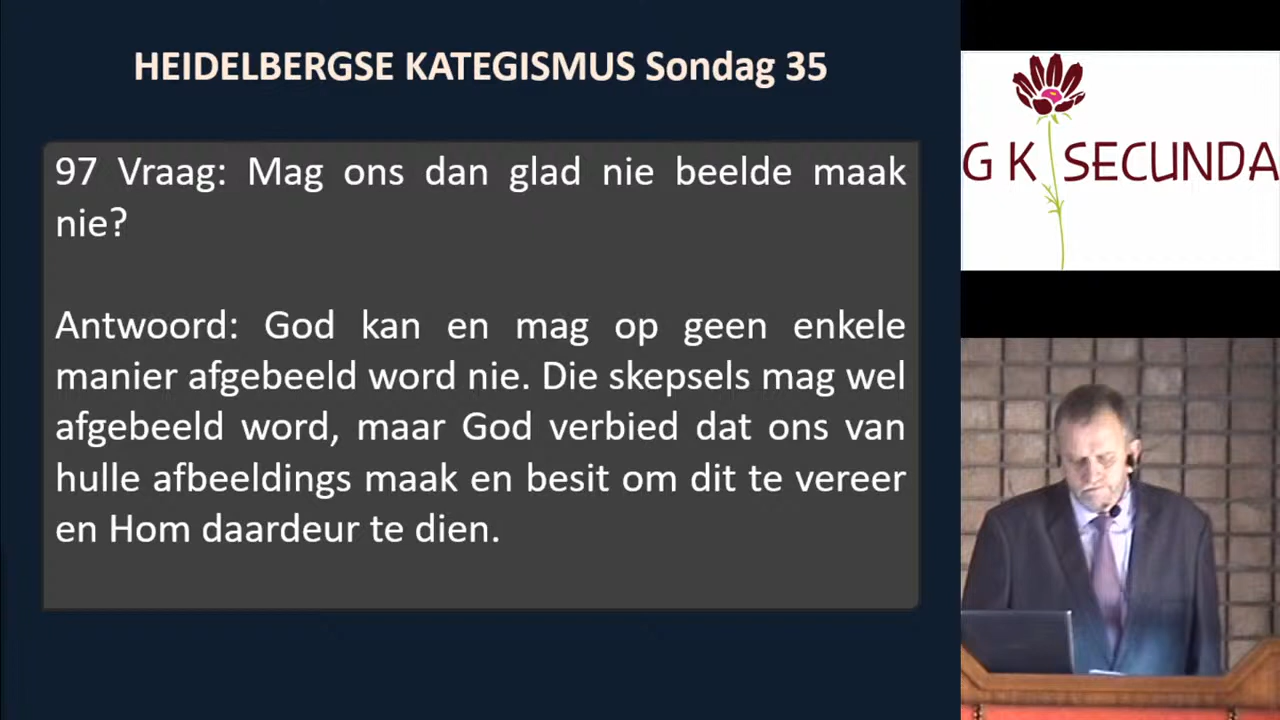 HEIDELBERGSE KATEGISMUS Sondag 35
97 Vraag: Mag ons dan glad nie beelde maak
nie?
Antwoord: God kan en mag op geen enkele
manier afgebeeld word nie. Die skepsels mag wel
afgebeeld word, maar God verbied dat ons van
hulle afbeeldings maak en besit om dit te vereer
en Hom daardeur te dien.
G K SECUNDA